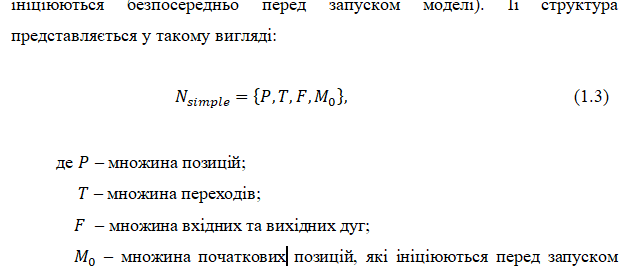 ініціюються безпосередньо перед запуском моделі). Її структура
представляється у такому вигляді:
N_simple = {P, T, F, M_0}, (1.3)
де P – множина позицій;
T – множина переходів;
F – множина вхідних та вихідних дуг;
M_0 – множина початкових позицій, які ініціюються перед запуском